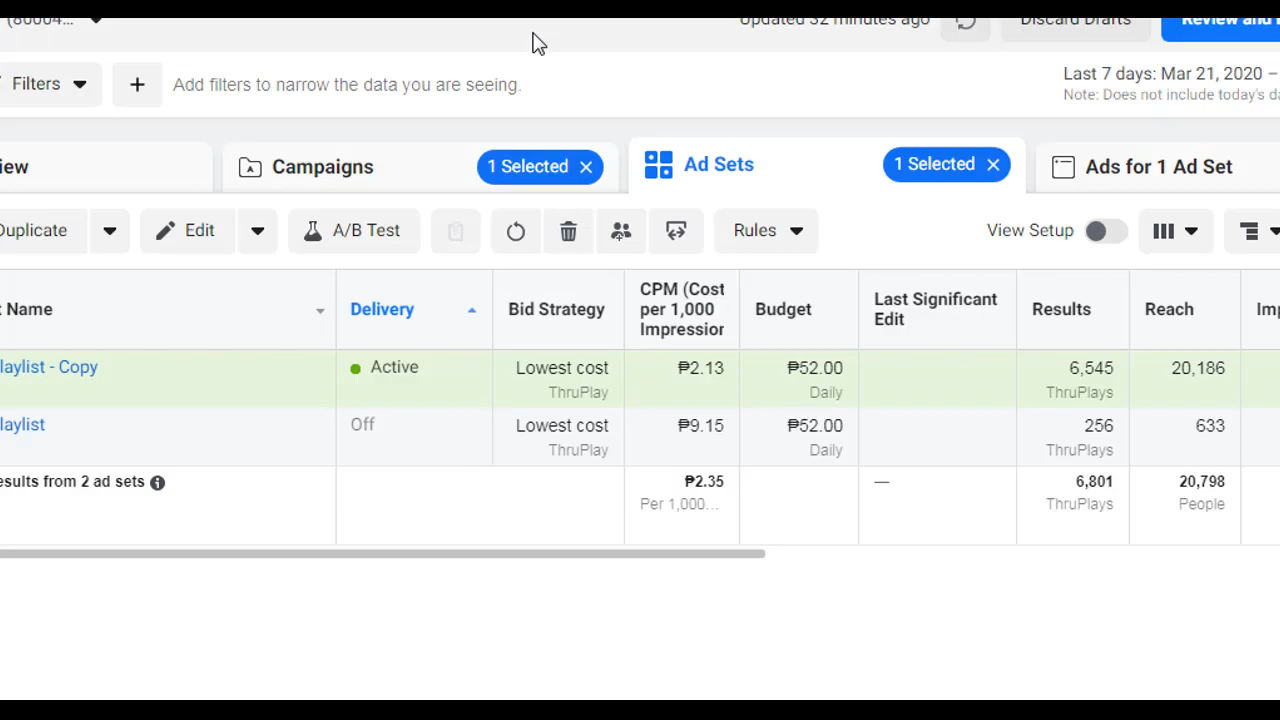 (80004...
Updated 32 minutes ago
Discard Drafts
Review and
Filters
Add filters to narrow the data you are seeing.
Last 7 days: Mar 21, 2020 –
Note: Does not include today's da
iew
Campaigns
1 Selected
Ad Sets
1 Selected
Ads for 1 Ad Set
Duplicate
Edit
A/B Test
Rules
View Setup
t Name
Delivery
Bid Strategy
CPM (Cost
per 1,000
Impression
Budget
Last Significant
Edit
Results
Reach
Imp
laylist - Copy
Active
Lowest cost
ThruPlay
₱2.13
₱52.00
Daily
6,545
ThruPlays
20,186
laylist
Off
Lowest cost
ThruPlay
₱9.15
₱52.00
Daily
256
ThruPlays
633
esults from 2 ad sets
₱2.35
Per 1,000...
—
6,801
ThruPlays
20,798
People